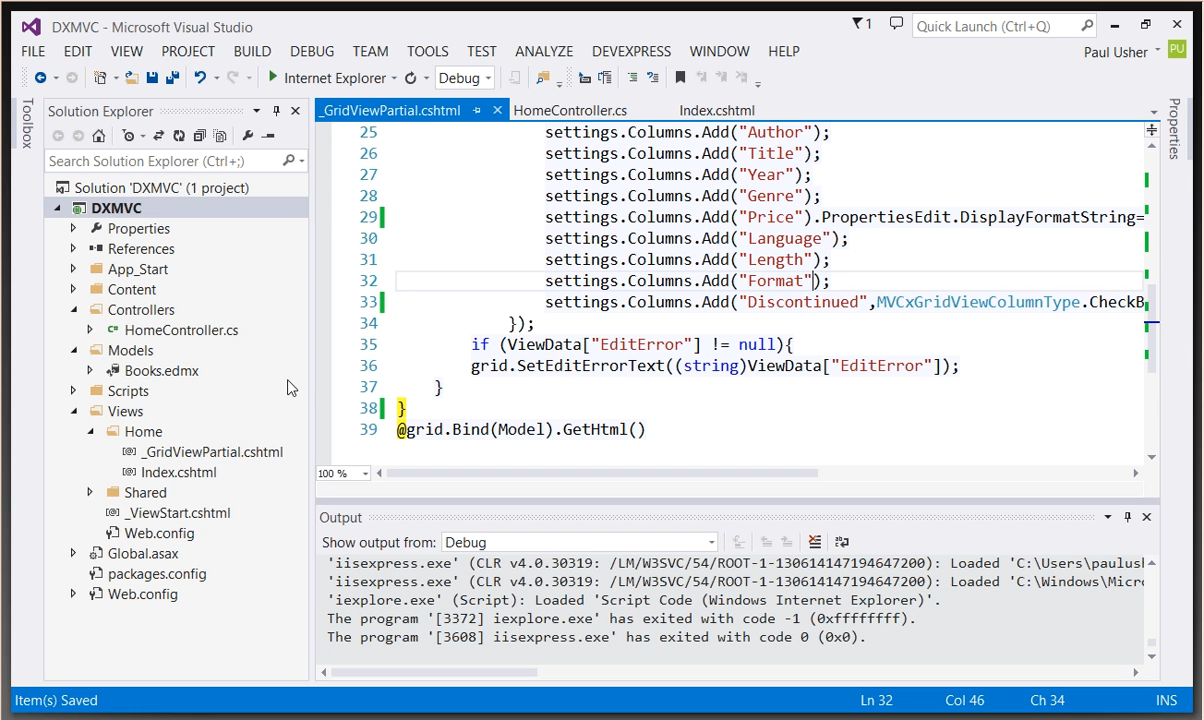 DXMVC - Microsoft Visual Studio
1
Quick Launch (Ctrl+Q)
FILE EDIT VIEW PROJECT BUILD DEBUG TEAM TOOLS TEST ANALYZE DEVEXPRESS WINDOW HELP
Paul Usher
PU
Internet Explorer
Debug
Toolbox
Solution Explorer
Search Solution Explorer (Ctrl+;)
Solution 'DXMVC' (1 project)
DXMVC
Properties
References
App_Start
Content
Controllers
HomeController.cs
Models
Books.edmx
Scripts
Views
Home
_GridViewPartial.cshtml
Index.cshtml
Shared
_ViewStart.cshtml
Web.config
Global.asax
packages.config
Web.config
_GridViewPartial.cshtml HomeController.cs Index.cshtml
Properties
25 settings.Columns.Add("Author");
26 settings.Columns.Add("Title");
27 settings.Columns.Add("Year");
28 settings.Columns.Add("Genre");
29 settings.Columns.Add("Price").PropertiesEdit.DisplayFormatString=
30 settings.Columns.Add("Language");
31 settings.Columns.Add("Length");
32 settings.Columns.Add("Format");
33 settings.Columns.Add("Discontinued",MVCxGridViewColumnType.CheckB
34 });
35 if (ViewData["EditError"] != null){
36 grid.SetEditErrorText((string)ViewData["EditError"]);
37 }
38 }
39 @grid.Bind(Model).GetHtml()
100 %
Output
Show output from: Debug
'iisexpress.exe' (CLR v4.0.30319: /LM/W3SVC/54/ROOT-1-130614147194647200): Loaded 'C:\Users\paulush
'iisexpress.exe' (CLR v4.0.30319: /LM/W3SVC/54/ROOT-1-130614147194647200): Loaded 'C:\Windows\Micro
'iexplore.exe' (Script): Loaded 'Script Code (Windows Internet Explorer)'.
The program '[3372] iexplore.exe' has exited with code -1 (0xffffffff).
The program '[3608] iisexpress.exe' has exited with code 0 (0x0).
Item(s) Saved
Ln 32 Col 46 Ch 34 INS